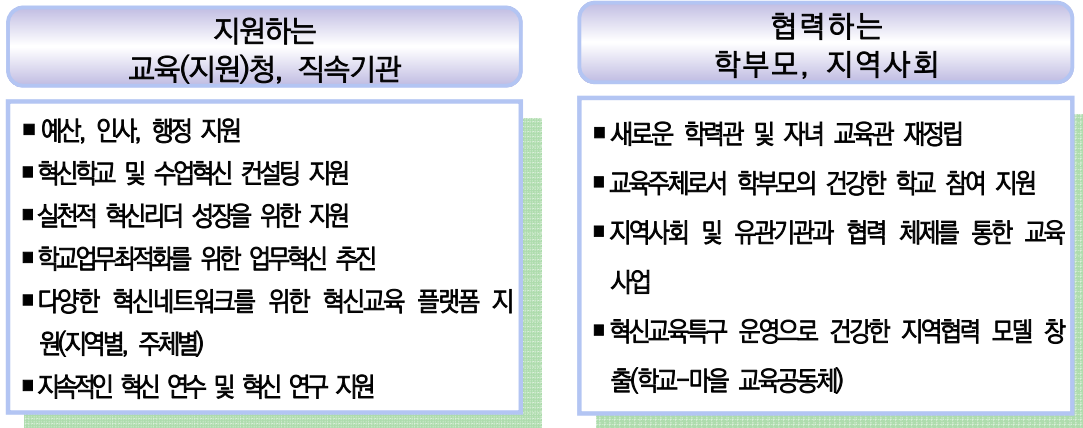 지원하는
교육(지원)청, 직속기관
■ 예산, 인사, 행정 지원
■ 혁신학교 및 수업혁신 컨설팅 지원
■ 실천적 혁신리더 성장을 위한 지원
■ 학교업무최적화를 위한 업무혁신 추진
■ 다양한 혁신네트워크를 위한 혁신교육 플랫폼 지
원(지역별, 주체별)
■ 지속적인 혁신 연수 및 혁신 연구 지원
협력하는
학부모, 지역사회
■ 새로운 학력관 및 자녀 교육관 재정립
■ 교육주체로서 학부모의 건강한 학교 참여 지원
■ 지역사회 및 유관기관과 협력 체제를 통한 교육
사업
■ 혁신교육특구 운영으로 건강한 지역협력 모델 창
출(학교-마을 교육공동체)